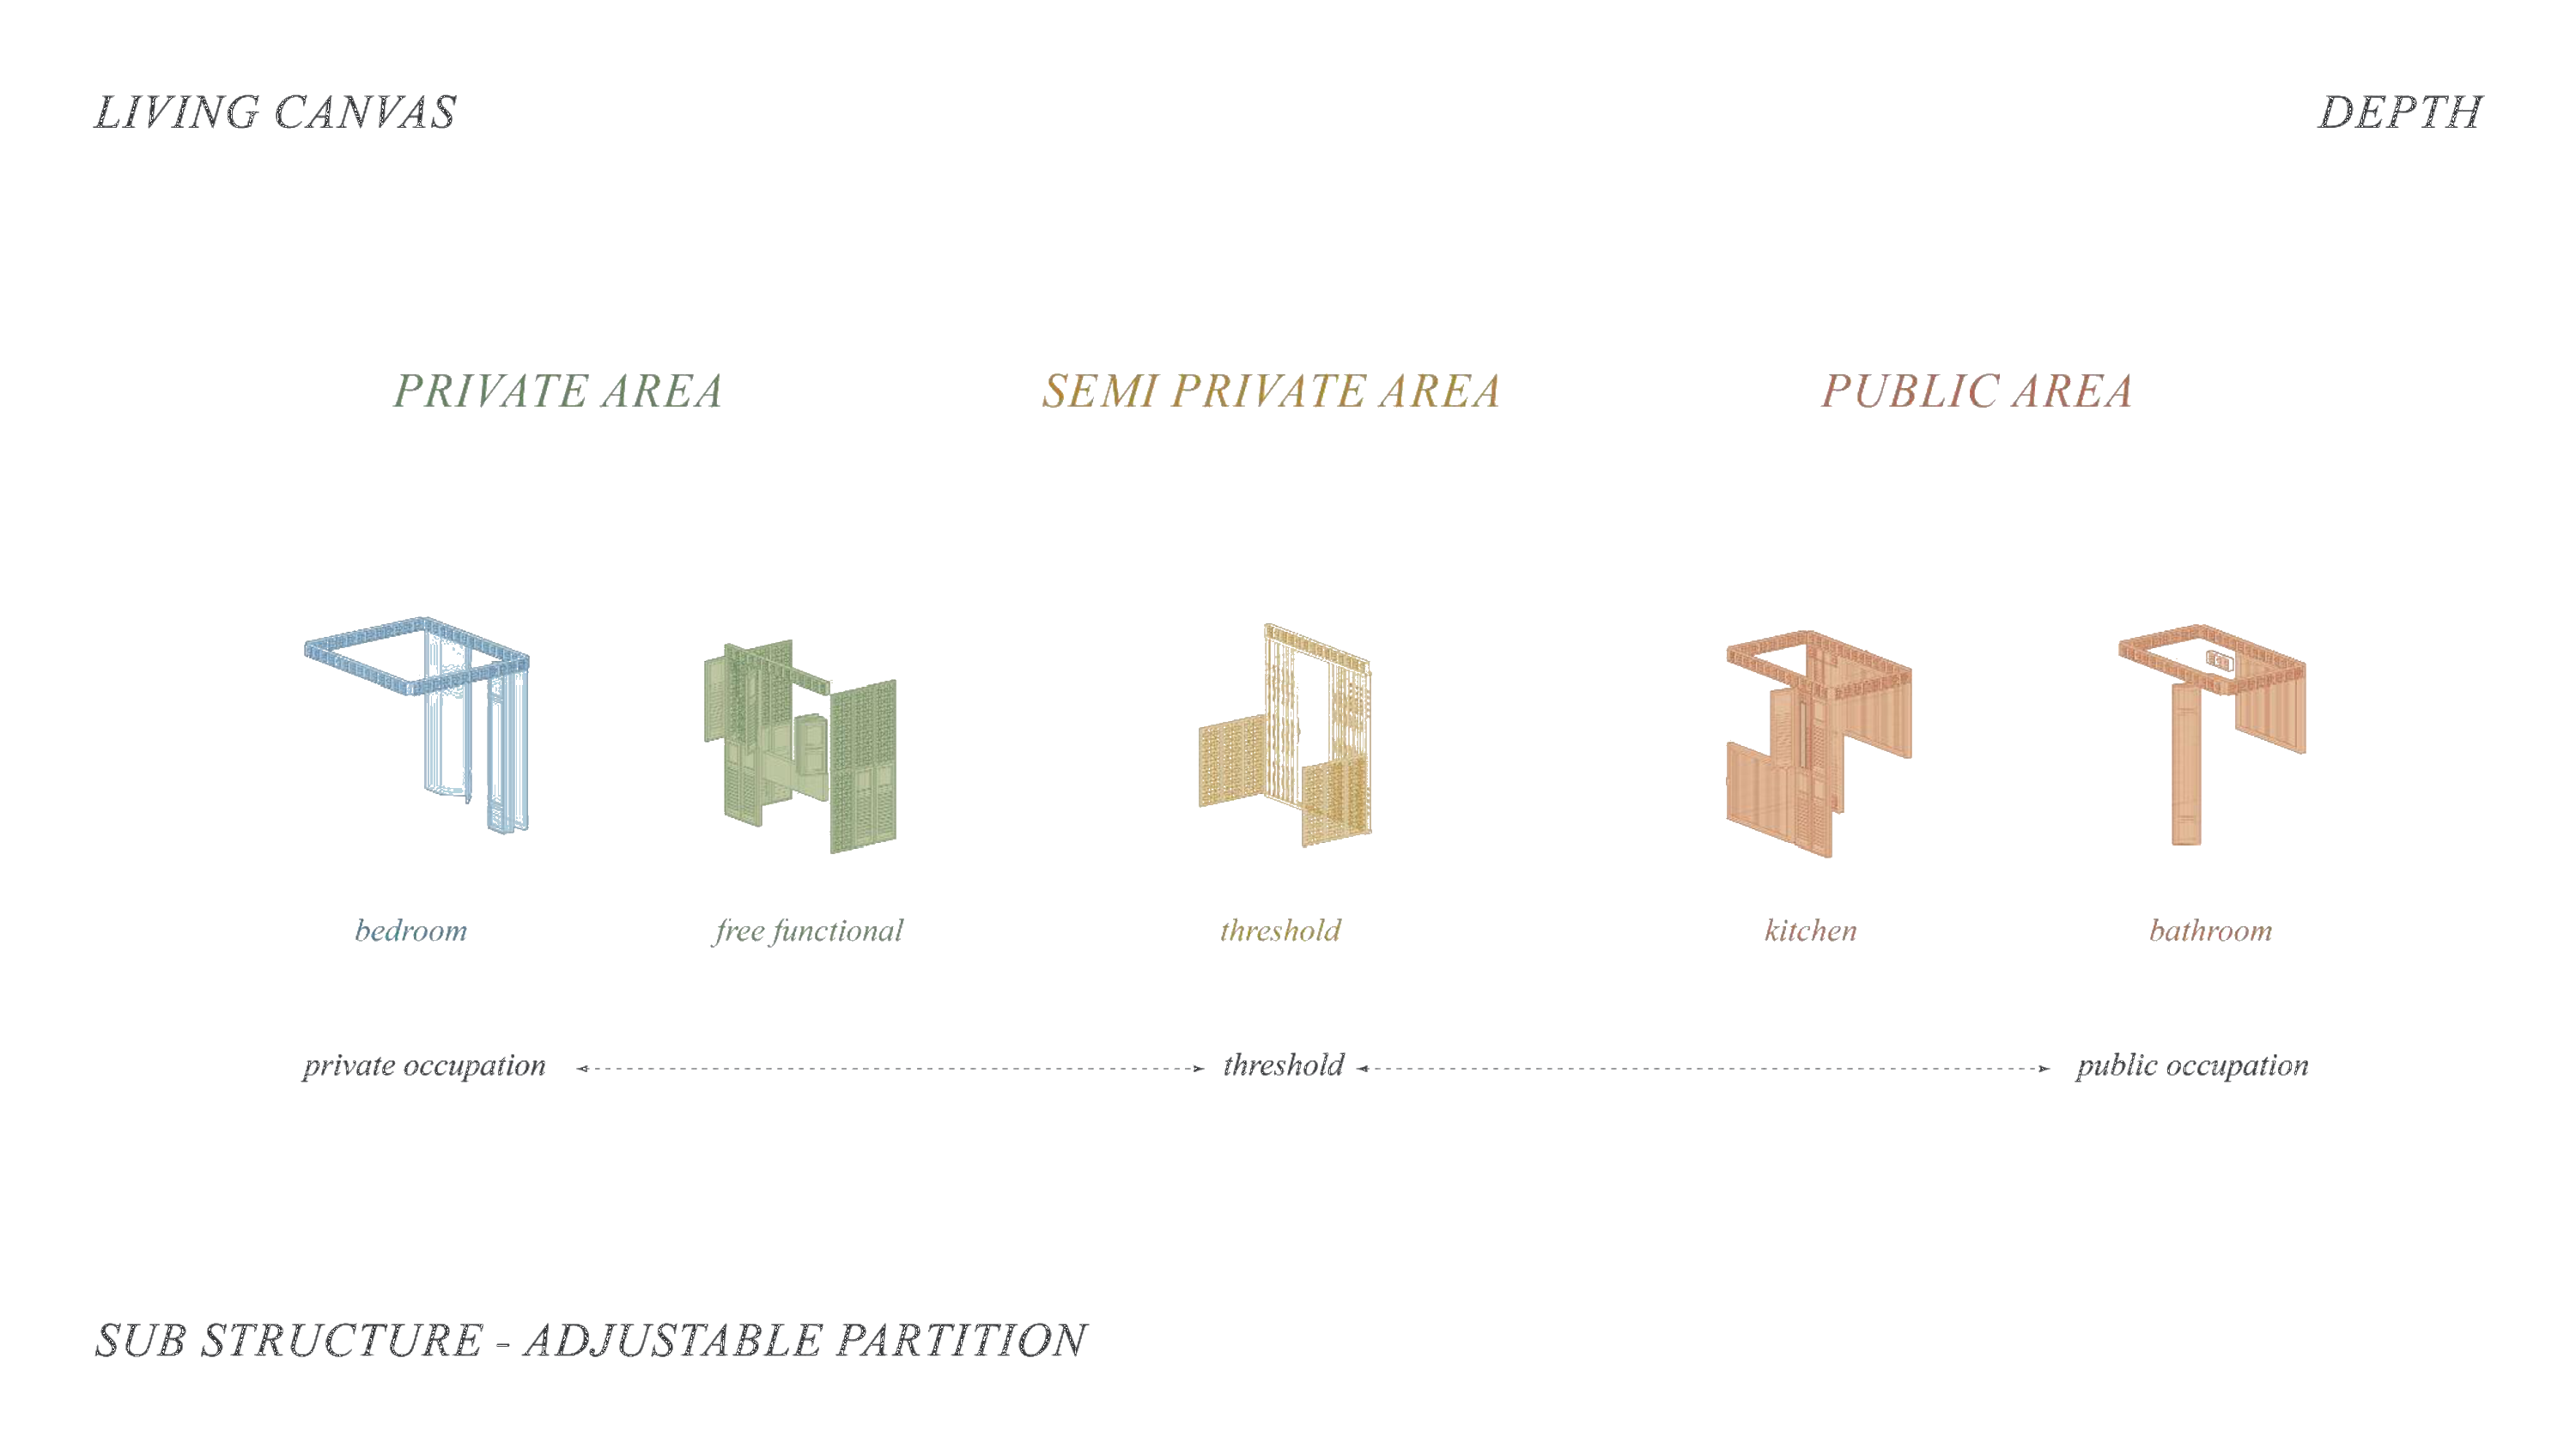 LIVING CANVAS
DEPTH
PRIVATE AREA
SEMI PRIVATE AREA
PUBLIC AREA
bedroom
free functional
threshold
kitchen
bathroom
private occupation
threshold
public occupation
SUB STRUCTURE - ADJUSTABLE PARTITION